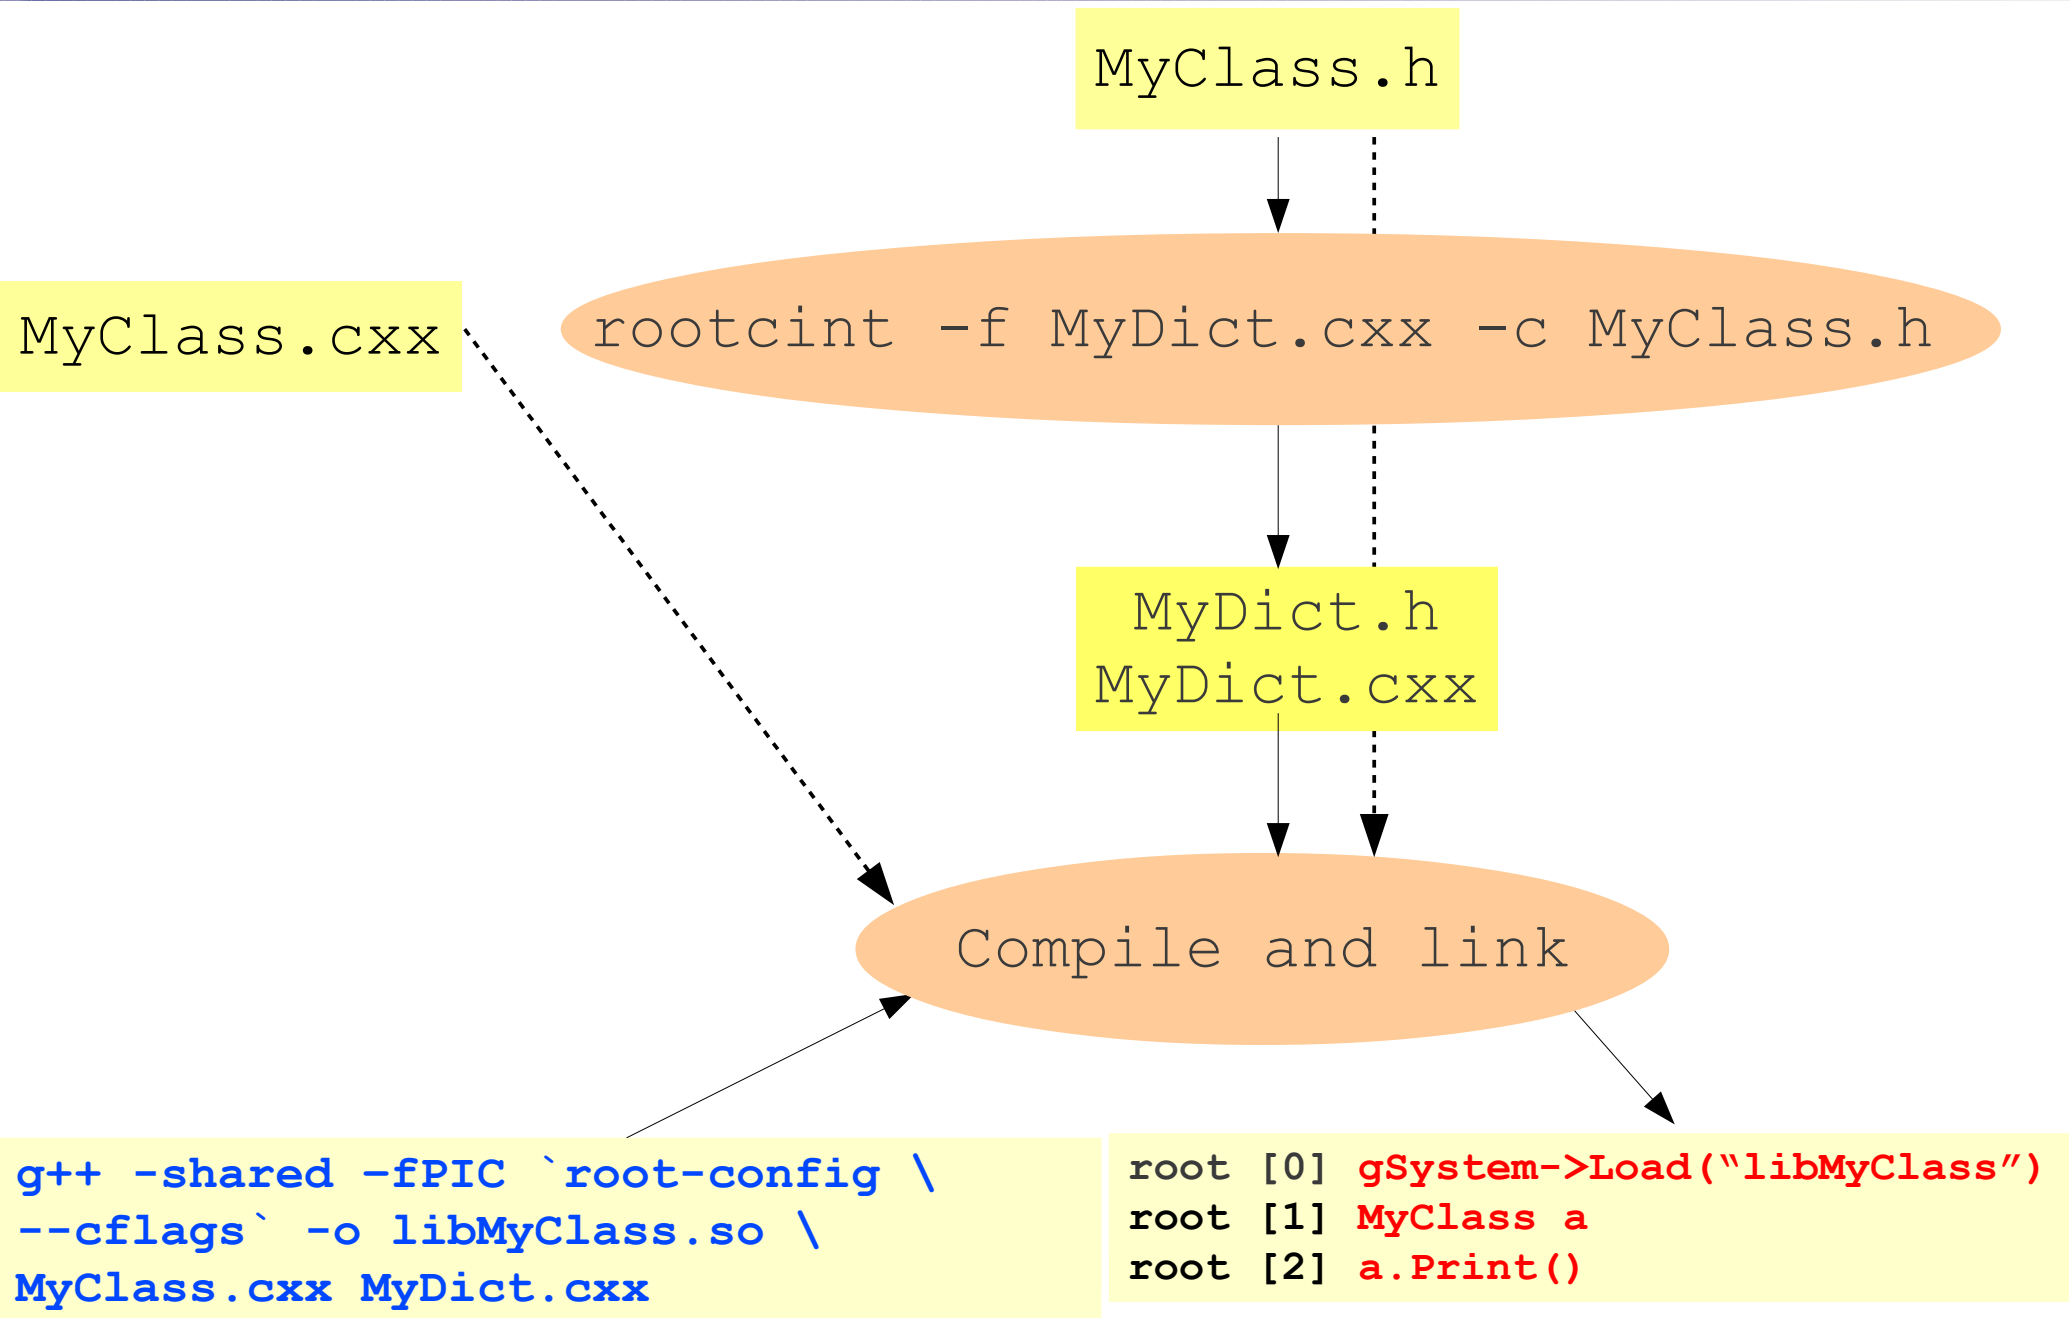 MyClass.h
MyClass.cxx
rootcint -f MyDict.cxx -c MyClass.h
MyDict.h
MyDict.cxx
Compile and link
g++ -shared –fPIC `root-config \
--cflags` -o libMyClass.so \
MyClass.cxx MyDict.cxx
root [0] gSystem->Load(“libMyClass”)
root [1] MyClass a
root [2] a.Print()